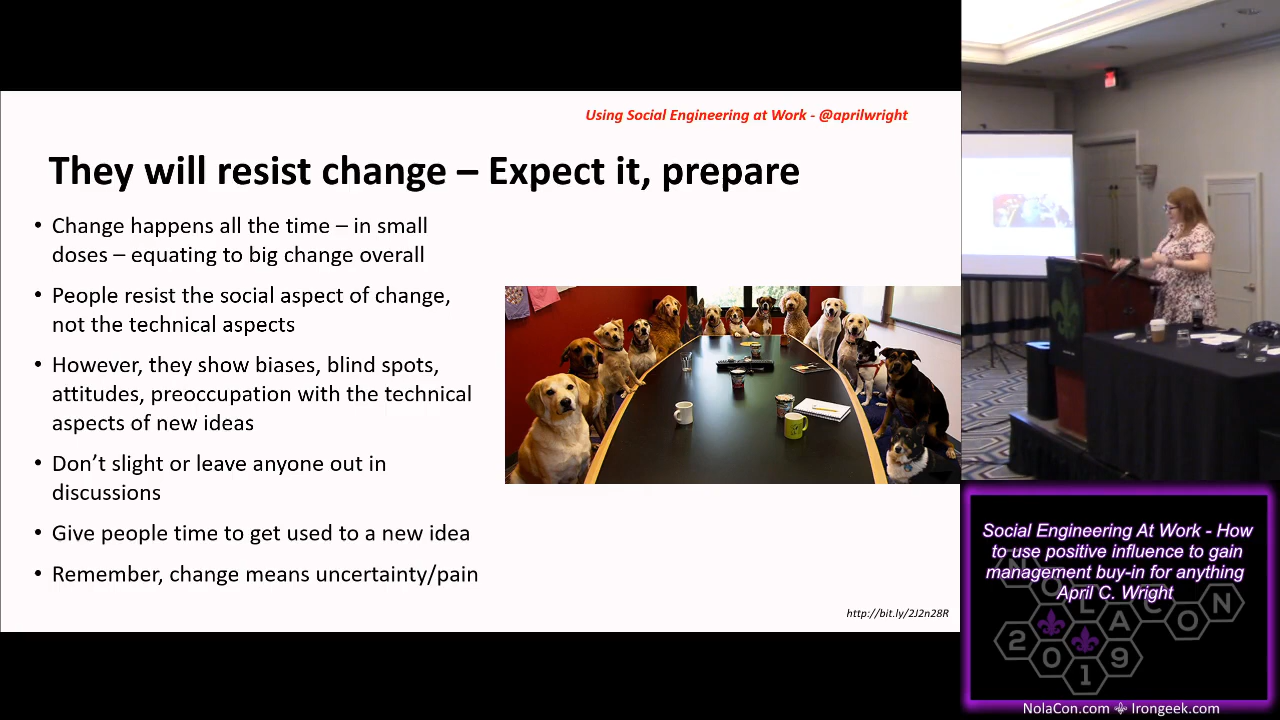 Using Social Engineering at Work - @aprilwright
They will resist change – Expect it, prepare
• Change happens all the time – in small
doses – equating to big change overall
• People resist the social aspect of change,
not the technical aspects
• However, they show biases, blind spots,
attitudes, preoccupation with the technical
aspects of new ideas
• Don’t slight or leave anyone out in
discussions
• Give people time to get used to a new idea
• Remember, change means uncertainty/pain
http://bit.ly/2J2n28R
Social Engineering At Work - How
to use positive influence to gain
management buy-in for anything
April C. Wright
NOLACON
2019
NolaCon.com Irongeek.com